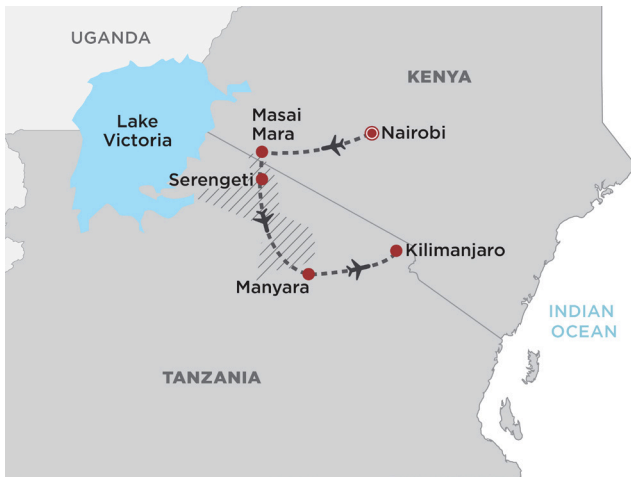 UGANDA
KENYA
Lake
Victoria
Masai
Mara
Nairobi
Serengeti
Kilimanjaro
Manyara
INDIAN
OCEAN
TANZANIA